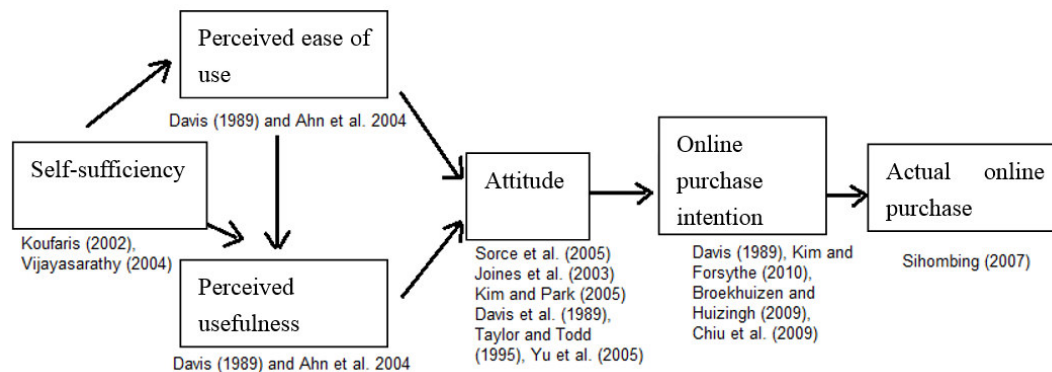 Perceived ease of
use
Davis (1989) and Ahn et al. 2004
Self-sufficiency
Koufaris (2002),
Vijayasarathy (2004)
Perceived
usefulness
Davis (1989) and Ahn et al. 2004
Attitude
Sorce et al. (2005)
Joines et al. (2003)
Kim and Park (2005)
Davis et al. (1989),
Taylor and Todd
(1995), Yu et al. (2005)
Online
purchase
intention
Davis (1989), Kim and
Forsythe (2010),
Broekhuizen and
Huizingh (2009),
Chiu et al. (2009)
Actual online
purchase
Sihombing (2007)